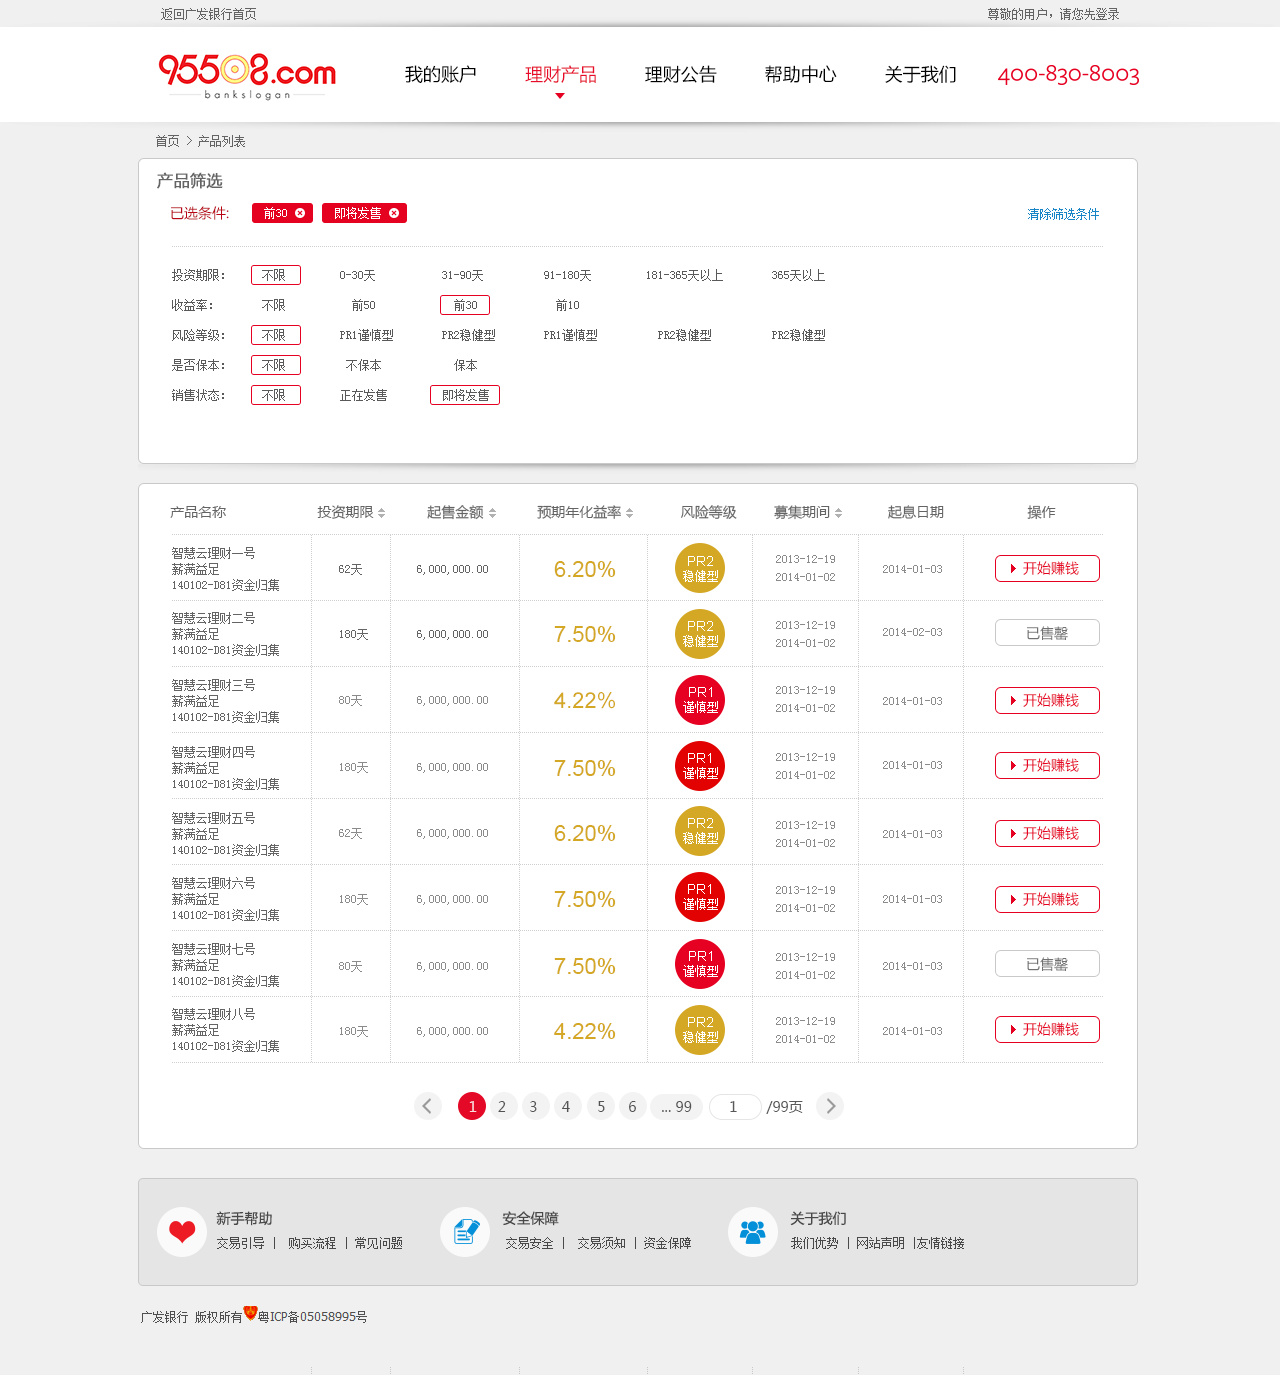 返回广发银行首页 尊敬的用户，请您先登录
95508.com
bankslogan
我的账户 理财产品 理财公告 帮助中心 关于我们 400-830-8003
首页 > 产品列表
产品筛选
已选条件: 前30 即将发售 清除筛选条件
投资期限： 不限 0-30天 31-90天 91-180天 181-365天以上 365天以上
收益率： 不限 前50 前30 前10
风险等级： 不限 PR1谨慎型 PR2稳健型 PR1谨慎型 PR2稳健型 PR2稳健型
是否保本： 不限 不保本 保本
销售状态： 不限 正在发售 即将发售
产品名称 投资期限 起售金额 预期年化益率 风险等级 募集期间 起息日期 操作
智慧云理财一号
薪满益足
140102-D81资金归集
62天 6,000,000.00 6.20% PR2 稳健型 2013-12-19 2014-01-02 2014-01-03 开始赚钱
智慧云理财二号
薪满益足
140102-D81资金归集
180天 6,000,000.00 7.50% PR2 稳健型 2013-12-19 2014-01-02 2014-02-03 已售罄
智慧云理财三号
薪满益足
140102-D81资金归集
80天 6,000,000.00 4.22% PR1 谨慎型 2013-12-19 2014-01-02 2014-01-03 开始赚钱
智慧云理财四号
薪满益足
140102-D81资金归集
180天 6,000,000.00 7.50% PR1 谨慎型 2013-12-19 2014-01-02 2014-01-03 开始赚钱
智慧云理财五号
薪满益足
140102-D81资金归集
62天 6,000,000.00 6.20% PR2 稳健型 2013-12-19 2014-01-02 2014-01-03 开始赚钱
智慧云理财六号
薪满益足
140102-D81资金归集
180天 6,000,000.00 7.50% PR1 谨慎型 2013-12-19 2014-01-02 2014-01-03 开始赚钱
智慧云理财七号
薪满益足
140102-D81资金归集
80天 6,000,000.00 7.50% PR1 谨慎型 2013-12-19 2014-01-02 2014-01-03 已售罄
智慧云理财八号
薪满益足
140102-D81资金归集
180天 6,000,000.00 4.22% PR2 稳健型 2013-12-19 2014-01-02 2014-01-03 开始赚钱
1 2 3 4 5 6 ... 99 1 /99页
新手帮助 安全保障 关于我们
交易引导 | 购买流程 | 常见问题 交易安全 | 交易须知 | 资金保障 我们优势 | 网站声明 |友情链接
广发银行 版权所有 粤ICP备05058995号